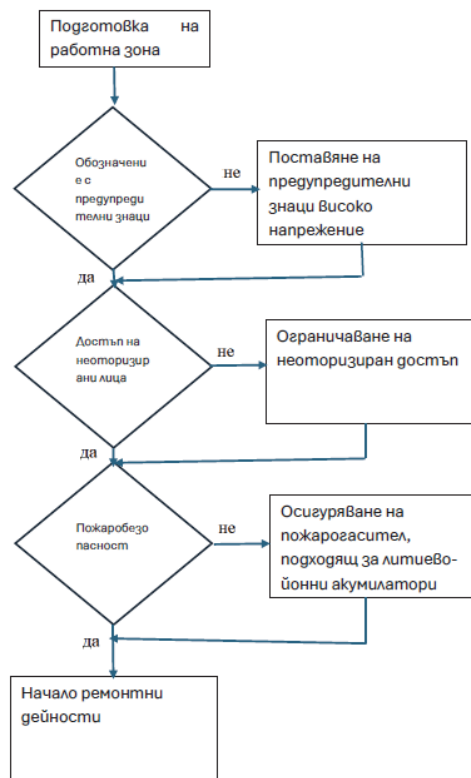 Подготовка на
работна зона
Обозначени
е с
предупреди
телни знаци
не
Поставяне на
предупредителни
знаци високо
напрежение
да
Достъп на
неоторизир
ани лица
не
Ограничаване на
неоторизиран достъп
да
Пожаробезо
пасност
не
Осигуряване на
пожарогасител,
подходящ за литиево-
йонни акумилатори
да
Начало ремонтни
дейности